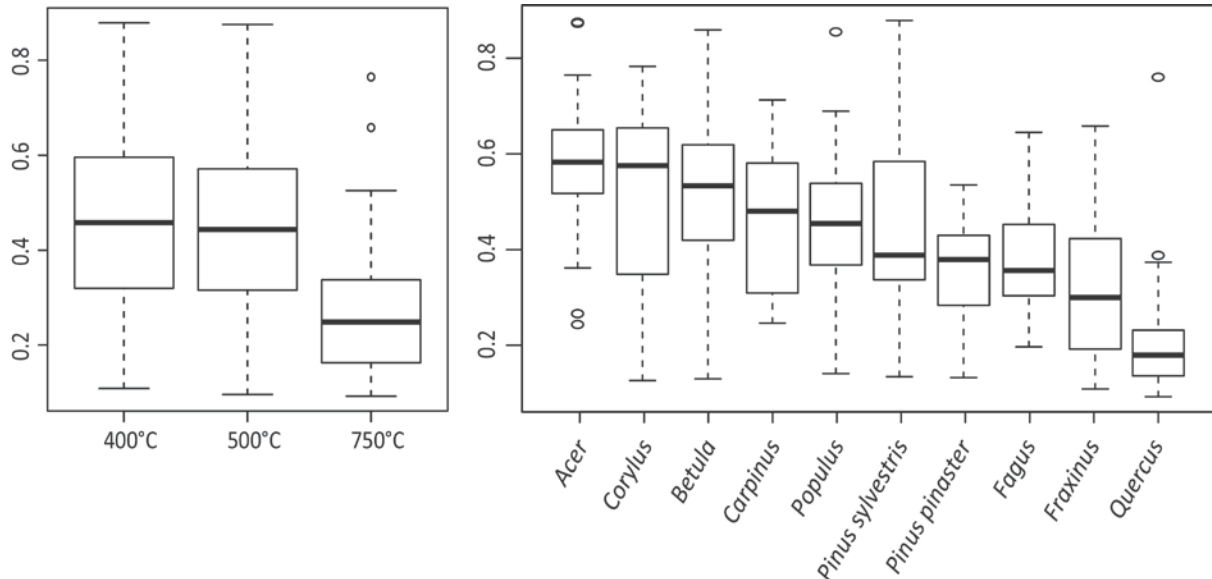 0.8
0.6
0.4
0.2
400°C
500°C
750°C
0.8
0.6
0.4
0.2
Acer
Corylus
Betula
Carpinus
Populus
Pinus sylvestris
Pinus pinaster
Fagus
Fraxinus
Quercus